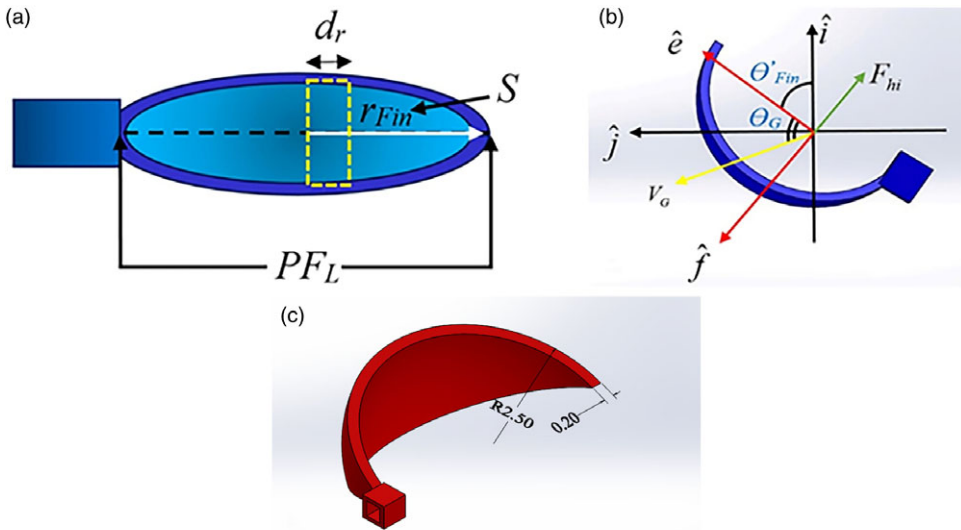 (a)
d_r
r_Fin
S
PF_L
(b)
î
ê
Θ'_Fin
F_hi
Θ_G
ĵ
V_G
f̂
(c)
R2.50
0.20